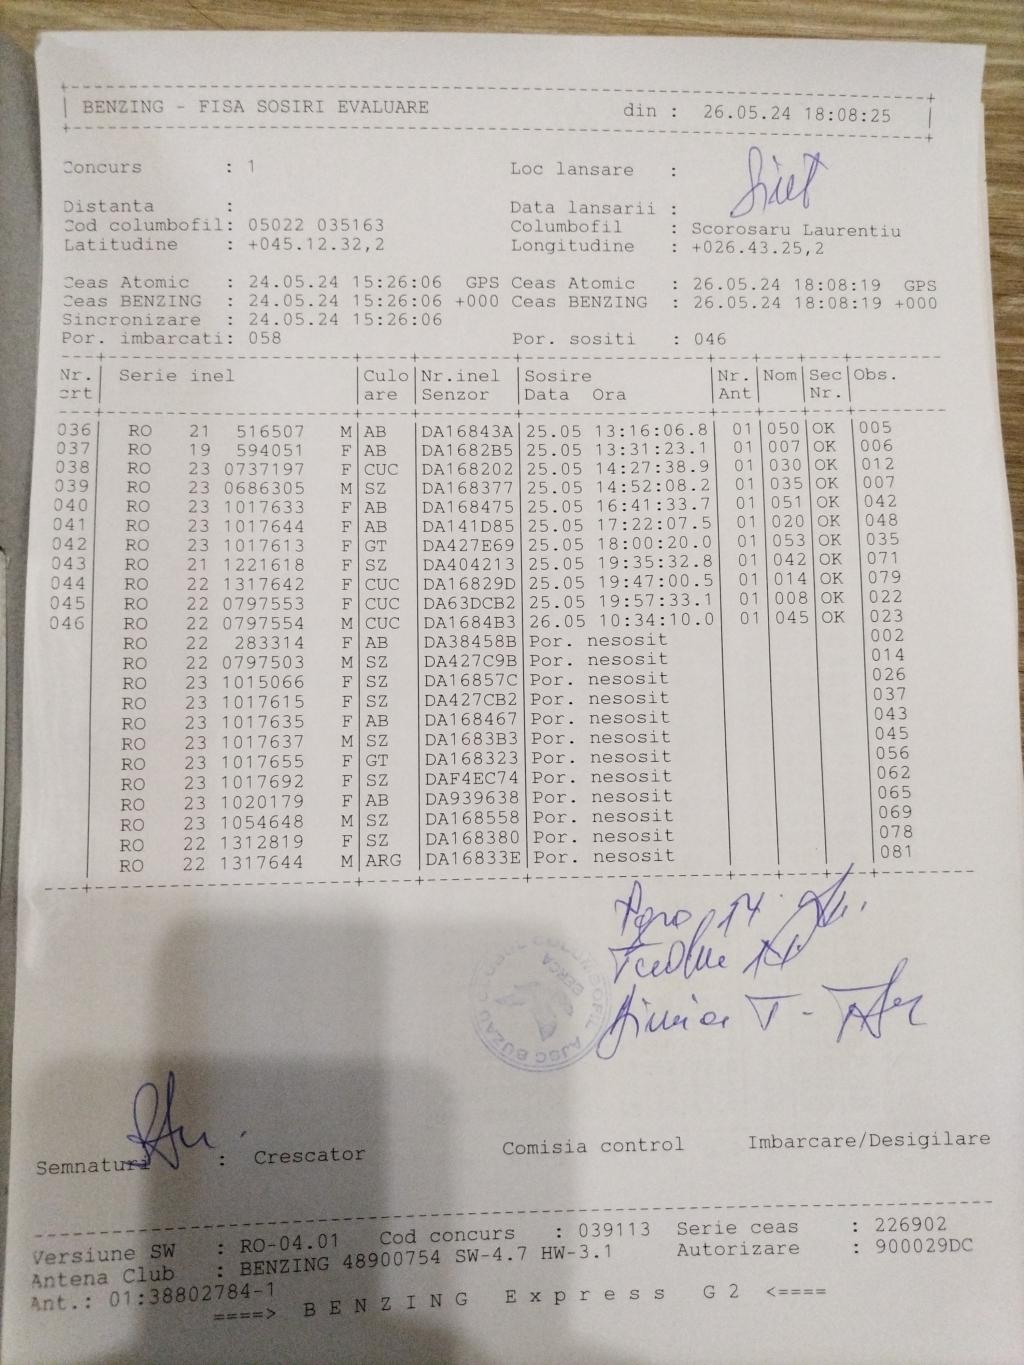 BENZING - FISA SOSIRI EVALUARE din : 26.05.24 18:08:25
Concurs : 1 Loc lansare : Siret
Distanta : Data lansarii :
Cod columbofil: 05022 035163 Columbofil : Scorosaru Laurentiu
Latitudine : +045.12.32,2 Longitudine : +026.43.25,2
Ceas Atomic : 24.05.24 15:26:06 GPS Ceas Atomic : 26.05.24 18:08:19 GPS
Ceas BENZING : 24.05.24 15:26:06 +000 Ceas BENZING : 26.05.24 18:08:19 +000
Sincronizare : 24.05.24 15:26:06
Por. imbarcati: 058 Por. sositi : 046
Nr. Serie inel Culo Nr.inel Sosire Nr. Nom Sec Obs.
crt are Senzor Data Ora Ant Nr.
036 RO 21 516507 M AB DA16843A 25.05 13:16:06.8 01 050 OK 005
037 RO 19 594051 F AB DA1682B5 25.05 13:31:23.1 01 007 OK 006
038 RO 23 0737197 F CUC DA168202 25.05 14:27:38.9 01 030 OK 012
039 RO 23 0686305 M SZ DA168377 25.05 14:52:08.2 01 035 OK 007
040 RO 23 1017633 F AB DA168475 25.05 16:41:33.7 01 051 OK 042
041 RO 23 1017644 F AB DA141D85 25.05 17:22:07.5 01 020 OK 048
042 RO 23 1017613 F GT DA427E69 25.05 18:00:20.0 01 053 OK 035
043 RO 21 1221618 F SZ DA404213 25.05 19:35:32.8 01 042 OK 071
044 RO 22 1317642 F CUC DA16829D 25.05 19:47:00.5 01 014 OK 079
045 RO 22 0797553 F CUC DA63DCB2 25.05 19:57:33.1 01 008 OK 022
046 RO 22 0797554 M CUC DA1684B3 26.05 10:34:10.0 01 045 OK 023
RO 22 283314 F AB DA38458B Por. nesosit 002
RO 22 0797503 M SZ DA427C9B Por. nesosit 014
RO 23 1015066 F SZ DA16857C Por. nesosit 026
RO 23 1017615 F SZ DA427CB2 Por. nesosit 037
RO 23 1017635 F AB DA168467 Por. nesosit 043
RO 23 1017637 M SZ DA1683B3 Por. nesosit 045
RO 23 1017655 F GT DA168323 Por. nesosit 056
RO 23 1017692 F SZ DAF4EC74 Por. nesosit 062
RO 23 1020179 F AB DA939638 Por. nesosit 065
RO 23 1054648 M SZ DA168558 Por. nesosit 069
RO 22 1312819 F SZ DA168380 Por. nesosit 078
RO 22 1317644 M ARG DA16833E Por. nesosit 081
COLUMBOFIL AJSC BUZAU
BERCA
Semnaturi : Crescator Comisia control Imbarcare/Desigilare
Versiune SW : RO-04.01 Cod concurs : 039113 Serie ceas : 226902
Antena Club : BENZING 48900754 SW-4.7 HW-3.1 Autorizare : 900029DC
Ant.: 01:38802784-1
====> BENZING Express G2 <====